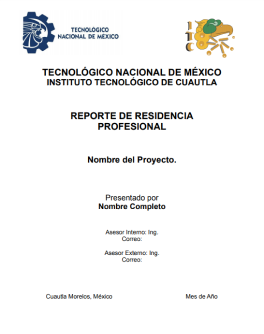 TECNOLÓGICO
NACIONAL DE MÉXICO
ITC
TECNOLÓGICO NACIONAL DE MÉXICO
INSTITUTO TECNOLÓGICO DE CUAUTLA
REPORTE DE RESIDENCIA
PROFESIONAL
Nombre del Proyecto.
Presentado por
Nombre Completo
Asesor Interno: Ing.
Correo:
Asesor Externo: Ing.
Correo:
Cuautla Morelos, México Mes de Año